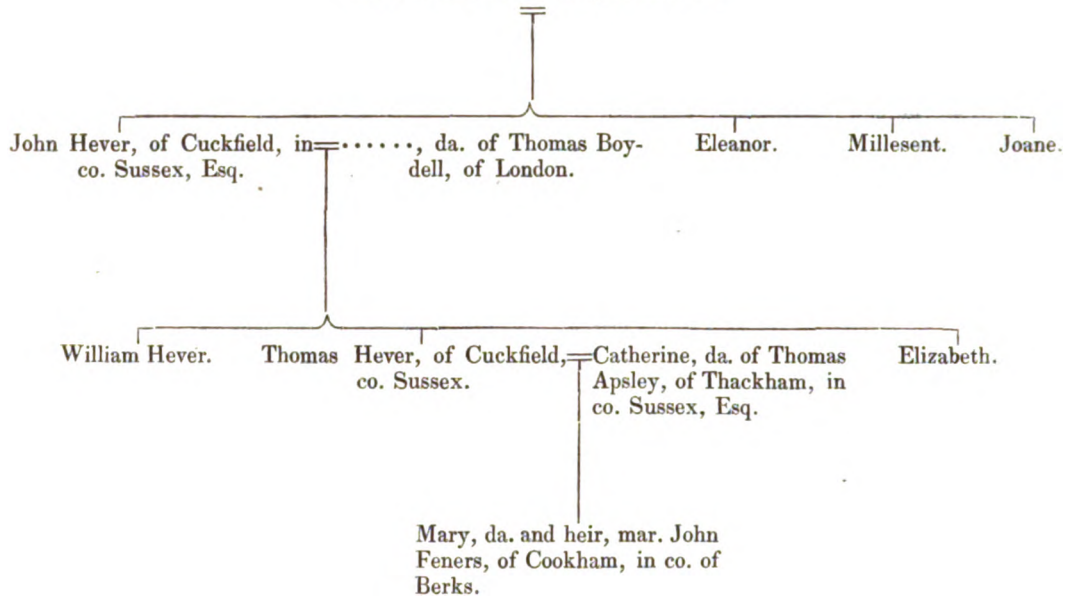 John Hever, of Cuckfield, in ······, da. of Thomas Boy- Eleanor. Millesent. Joane.
co. Sussex, Esq. dell, of London.
William Hever. Thomas Hever, of Cuckfield, Catherine, da. of Thomas Elizabeth.
co. Sussex. Apsley, of Thackham, in
co. Sussex, Esq.
Mary, da. and heir, mar. John
Feners, of Cookham, in co. of
Berks.